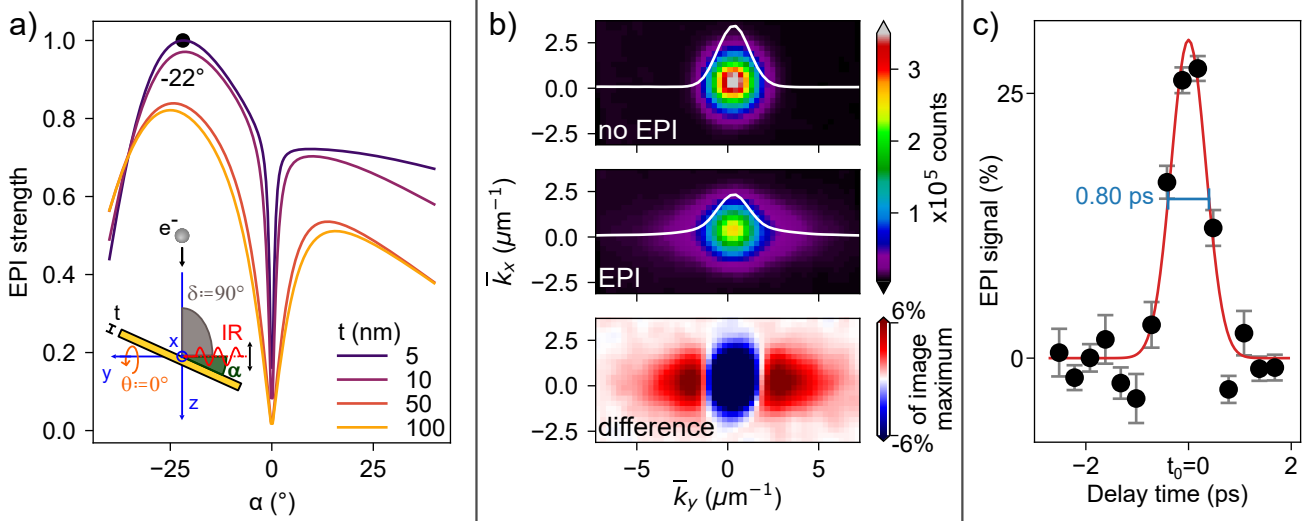 a)
1.0
0.8
0.6
0.4
0.2
0.0
EPI strength
-22°
e-
δ:=90°
t
x
IR
α
y
θ:=0°
z
t (nm)
5
10
50
100
−25
0
25
α (°)
b)
2.5
0.0
−2.5
no EPI
2.5
0.0
−2.5
EPI
2.5
0.0
−2.5
difference
k̅x (μm−1)
−5
0
5
k̅y (μm−1)
3
2
1
x10⁵ counts
6%
-6%
of image
maximum
c)
25
0
EPI signal (%)
0.80 ps
−2
t₀=0
2
Delay time (ps)